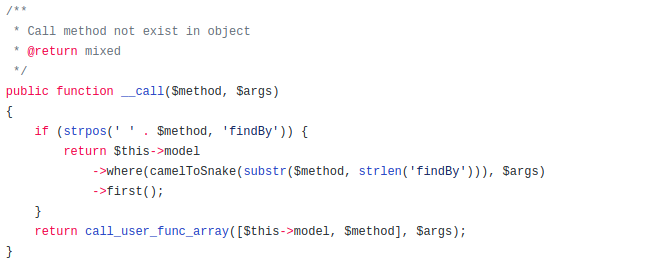 /**
 * Call method not exist in object
 * @return mixed
 */
public function __call($method, $args)
{
    if (strpos(' ' . $method, 'findBy')) {
        return $this->model
            ->where(camelToSnake(substr($method, strlen('findBy'))), $args)
            ->first();
    }
    return call_user_func_array([$this->model, $method], $args);
}